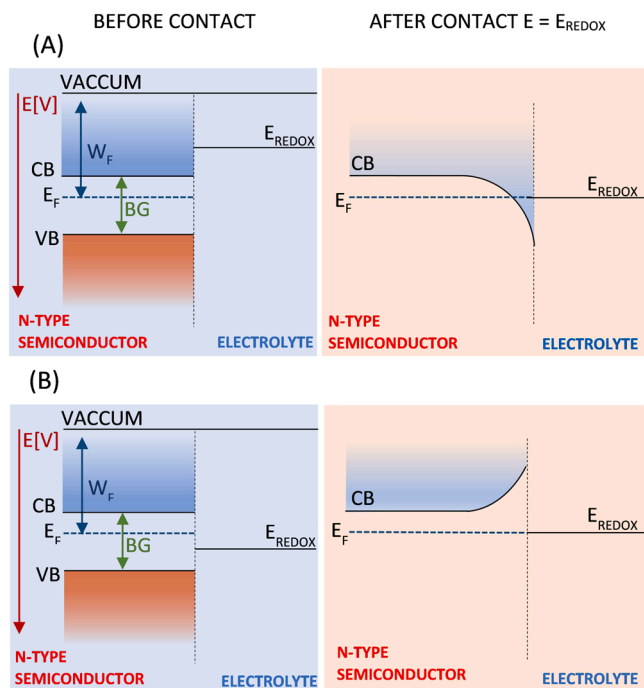 BEFORE CONTACT
AFTER CONTACT E = EREDOX
(A)
VACCUM
E[V]
WF
EREDOX
CB
EF
BG
VB
N-TYPE
SEMICONDUCTOR
ELECTROLYTE
CB
EF
EREDOX
N-TYPE
SEMICONDUCTOR
ELECTROLYTE
(B)
VACCUM
E[V]
WF
CB
EF
BG
EREDOX
VB
N-TYPE
SEMICONDUCTOR
ELECTROLYTE
CB
EF
EREDOX
N-TYPE
SEMICONDUCTOR
ELECTROLYTE